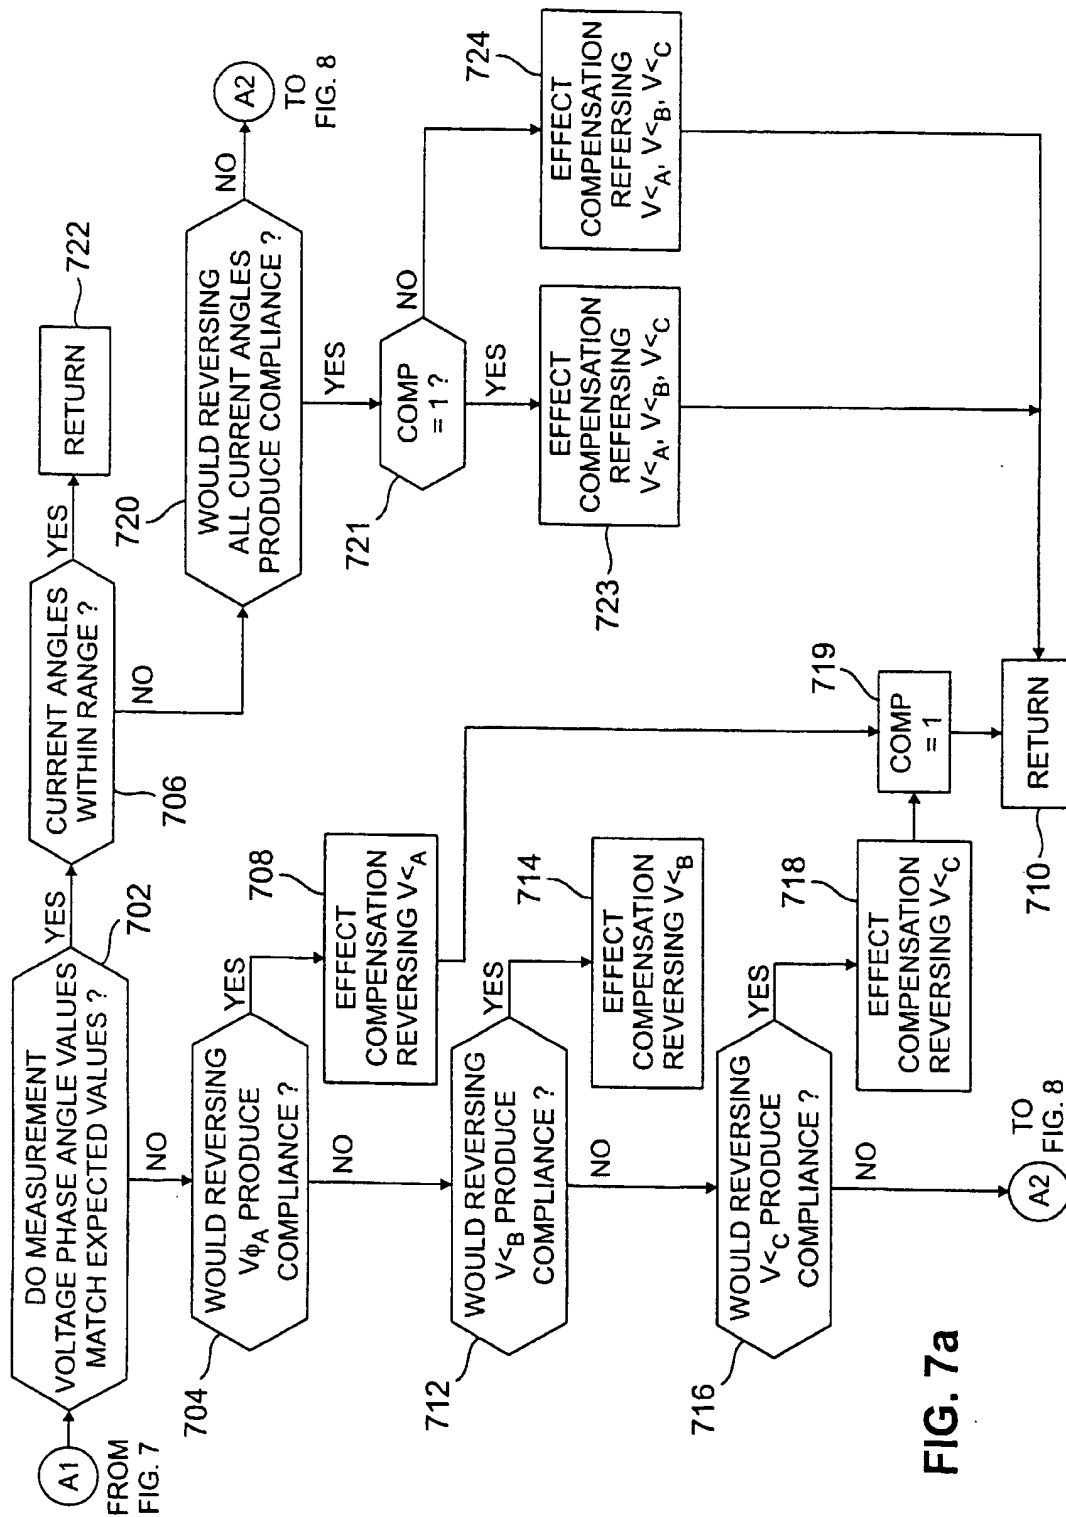 A1
FROM
FIG. 7
DO MEASUREMENT
VOLTAGE PHASE ANGLE VALUES
MATCH EXPECTED VALUES ?
702
YES
NO
CURRENT ANGLES
WITHIN RANGE ?
706
YES
NO
RETURN
722
WOULD REVERSING
VϕA PRODUCE
COMPLIANCE ?
704
YES
NO
EFFECT
COMPENSATION
REVERSING V<A
708
WOULD REVERSING
ALL CURRENT ANGLES
PRODUCE COMPLIANCE ?
720
NO
A2
TO
FIG. 8
YES
COMP
= 1 ?
721
NO
YES
WOULD REVERSING
V<B PRODUCE
COMPLIANCE ?
712
YES
NO
EFFECT
COMPENSATION
REVERSING V<B
714
EFFECT
COMPENSATION
REFERSING
V<A, V<B, V<C
723
EFFECT
COMPENSATION
REFERSING
V<A, V<B, V<C
724
WOULD REVERSING
V<C PRODUCE
COMPLIANCE ?
716
YES
NO
EFFECT
COMPENSATION
REVERSING V<C
718
COMP
= 1
719
A2
TO
FIG. 8
RETURN
710
FIG. 7a